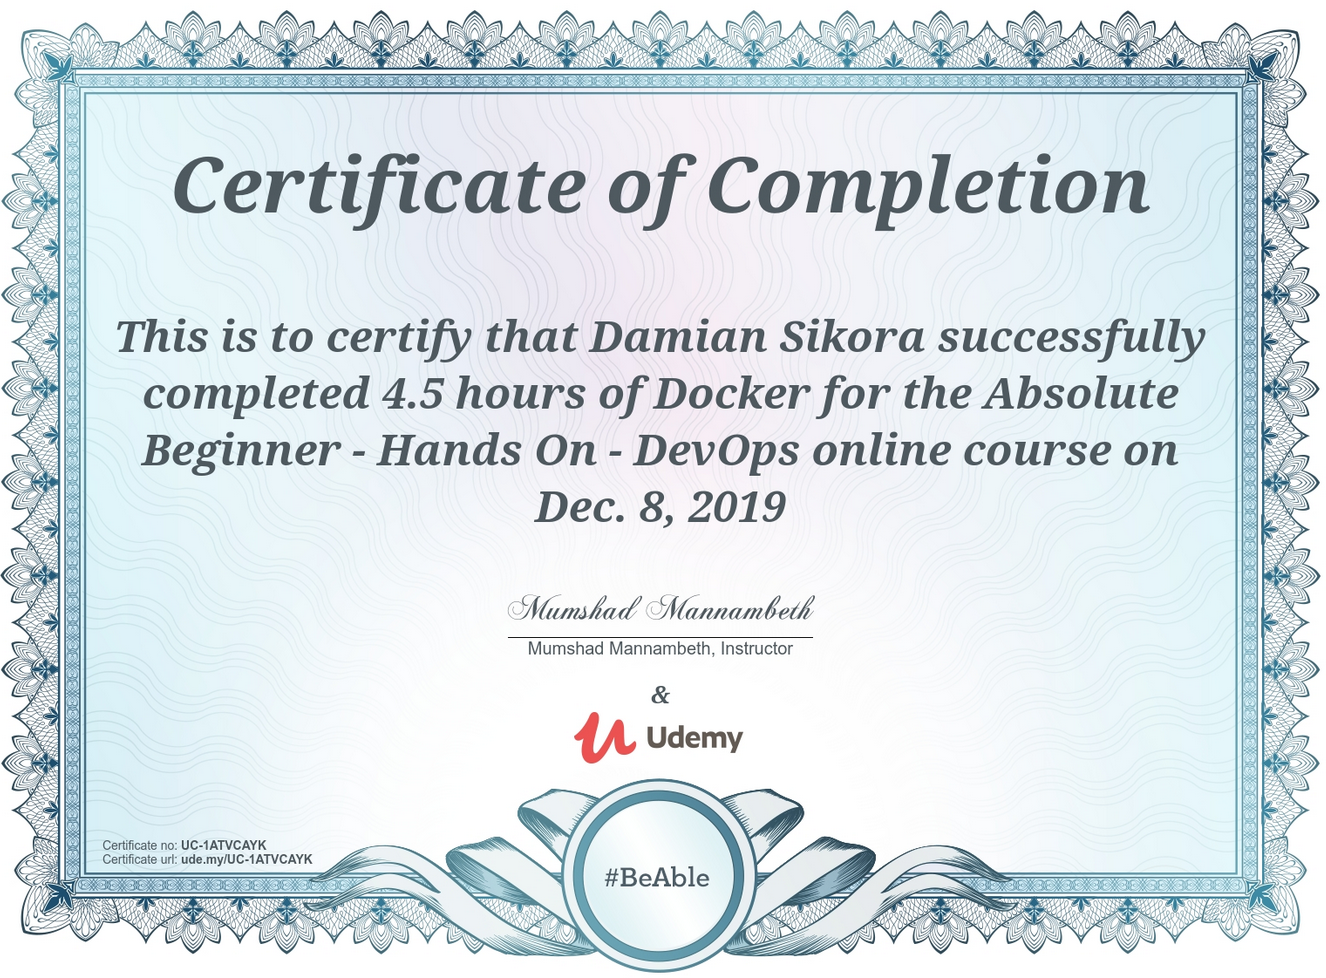 Certificate of Completion
This is to certify that Damian Sikora successfully
completed 4.5 hours of Docker for the Absolute
Beginner - Hands On - DevOps online course on
Dec. 8, 2019
Mumshad Mannambeth
Mumshad Mannambeth, Instructor
&
Udemy
Certificate no: UC-1ATVCAYK
Certificate url: ude.my/UC-1ATVCAYK
#BeAble